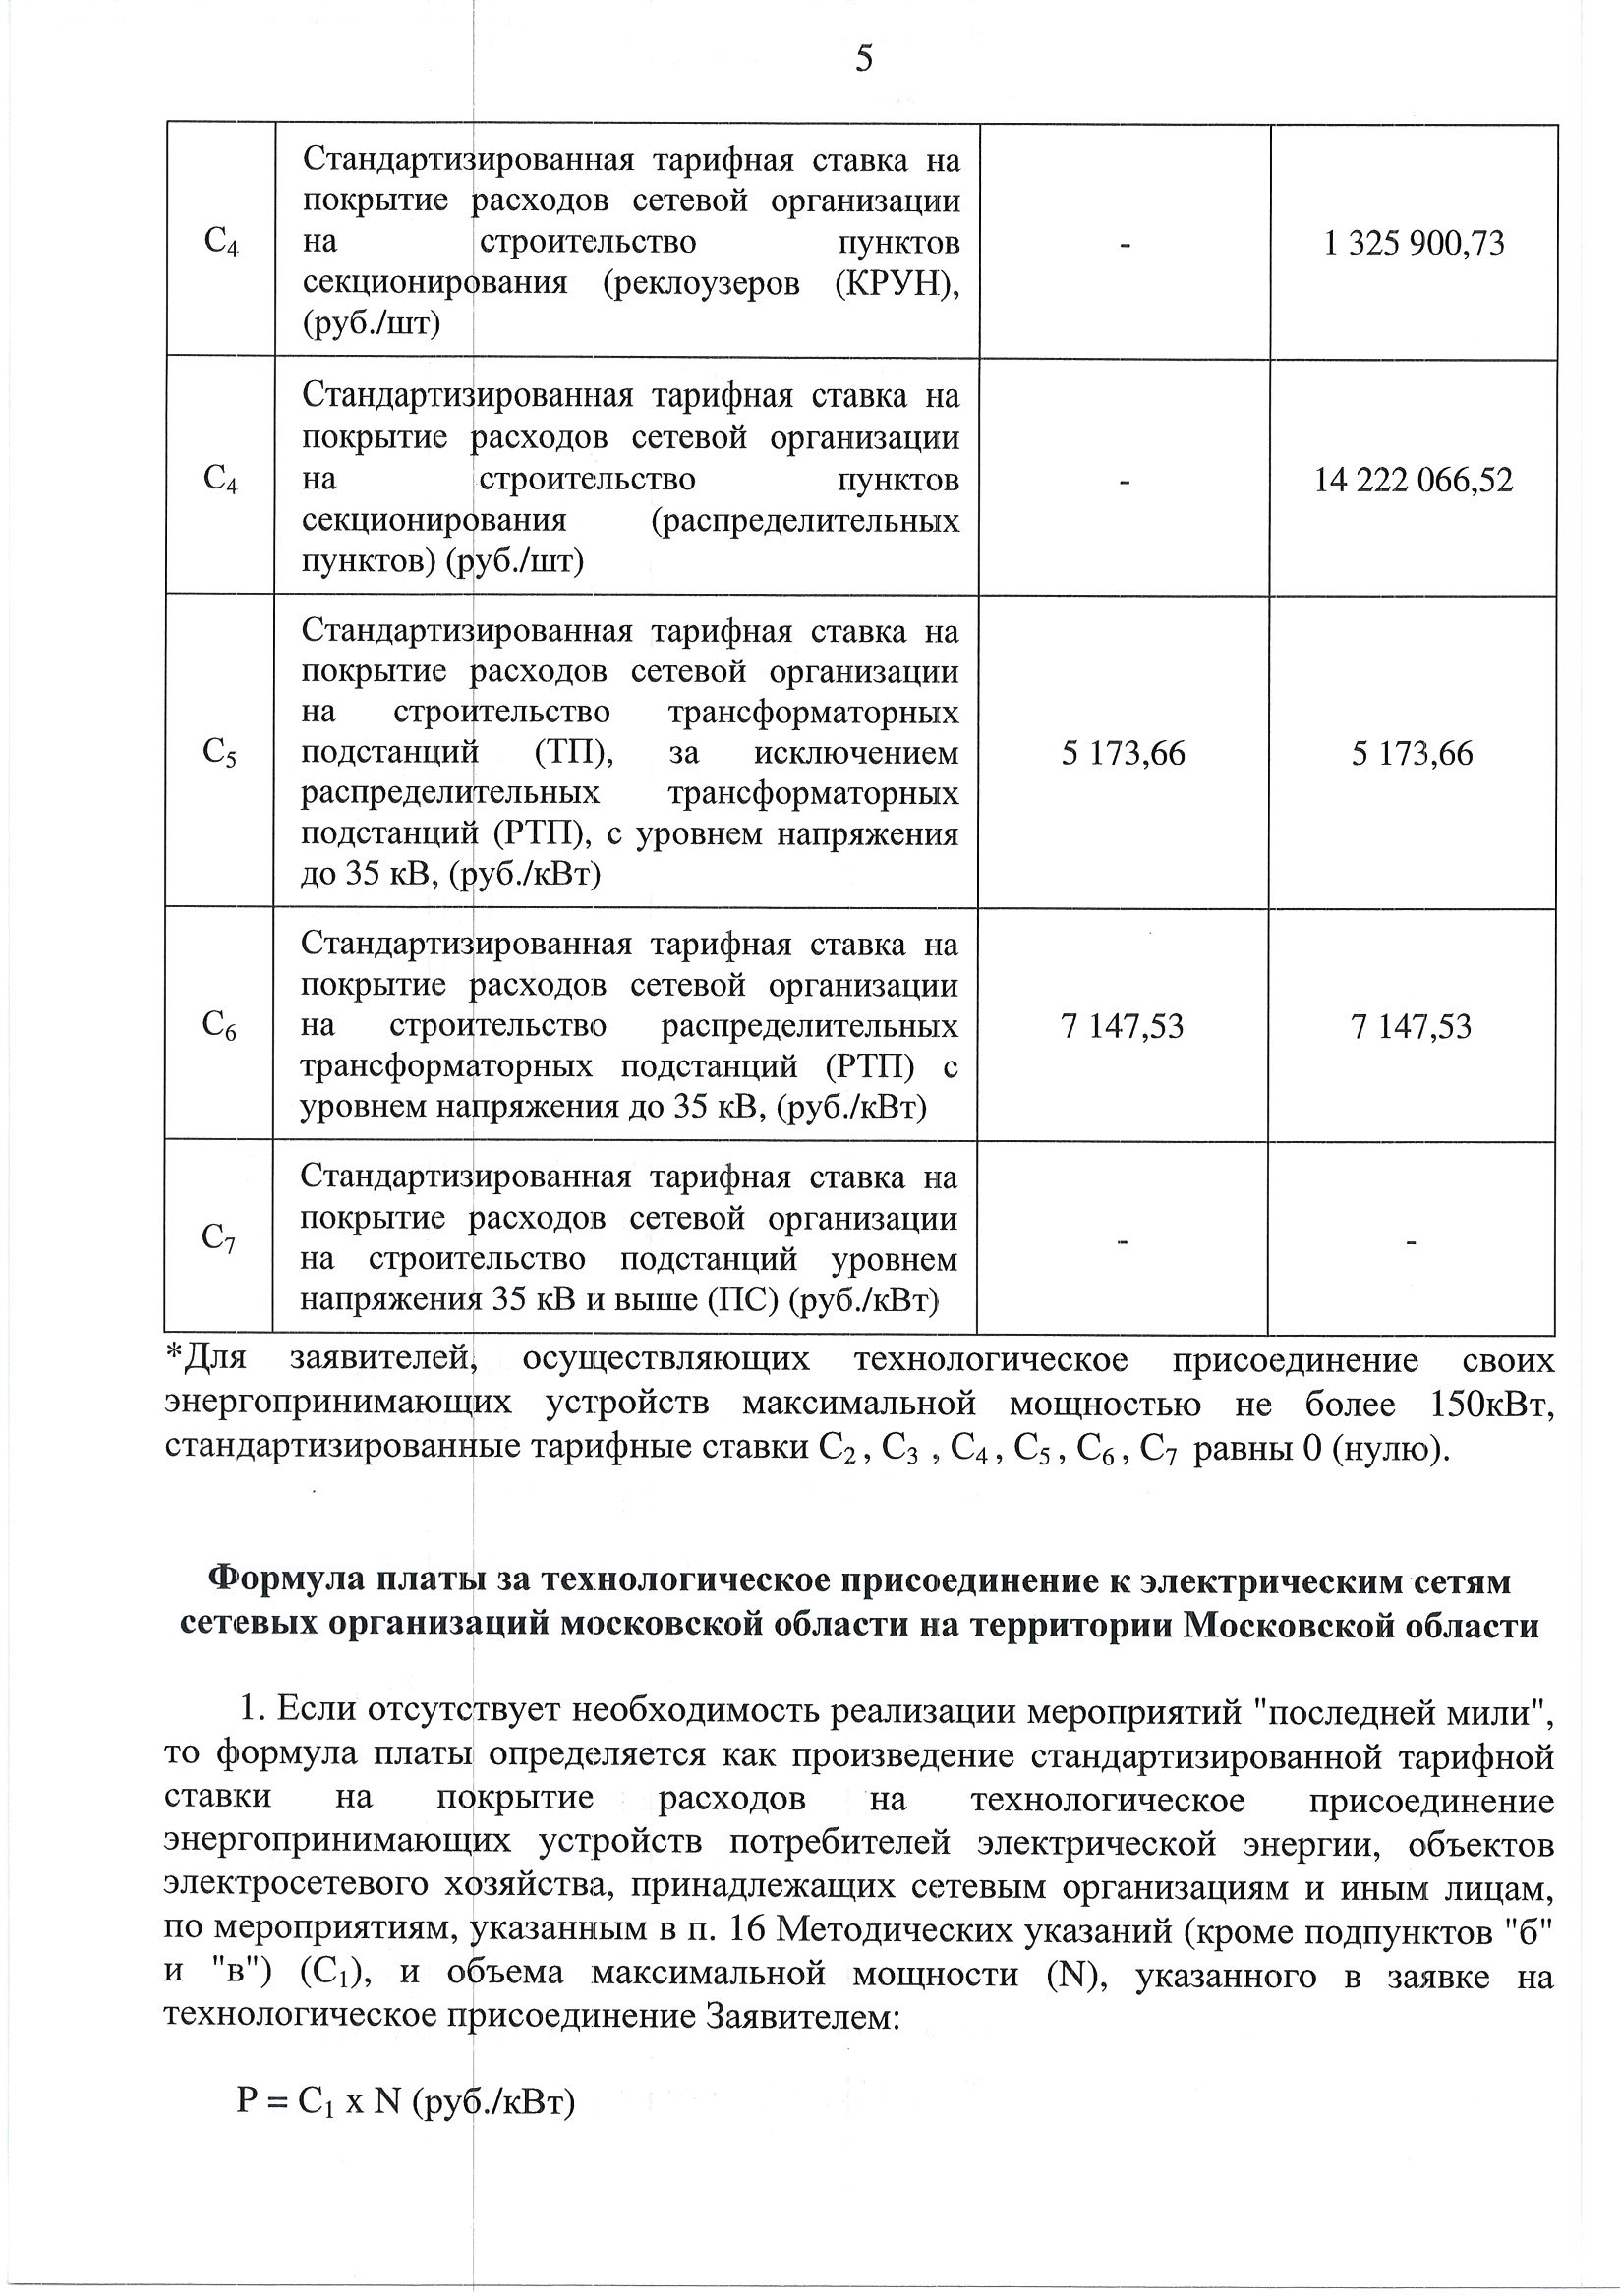 5
С4
Стандартизированная тарифная ставка на
покрытие расходов сетевой организации
на строительство пунктов
секционирования (реклоузеров (КРУН),
(руб./шт)
-
1 325 900,73
С4
Стандартизированная тарифная ставка на
покрытие расходов сетевой организации
на строительство пунктов
секционирования (распределительных
пунктов) (руб./шт)
-
14 222 066,52
С5
Стандартизированная тарифная ставка на
покрытие расходов сетевой организации
на строительство трансформаторных
подстанций (ТП), за исключением
распределительных трансформаторных
подстанций (РТП), с уровнем напряжения
до 35 кВ, (руб./кВт)
5 173,66
5 173,66
С6
Стандартизированная тарифная ставка на
покрытие расходов сетевой организации
на строительство распределительных
трансформаторных подстанций (РТП) с
уровнем напряжения до 35 кВ, (руб./кВт)
7 147,53
7 147,53
С7
Стандартизированная тарифная ставка на
покрытие расходов сетевой организации
на строительство подстанций уровнем
напряжения 35 кВ и выше (ПС) (руб./кВт)
-
-
*Для заявителей, осуществляющих технологическое присоединение своих
энергопринимающих устройств максимальной мощностью не более 150кВт,
стандартизированные тарифные ставки С2 , С3 , С4 , С5 , С6 , С7 равны 0 (нулю).
Формула платы за технологическое присоединение к электрическим сетям
сетевых организаций московской области на территории Московской области
1. Если отсутствует необходимость реализации мероприятий "последней мили",
то формула платы определяется как произведение стандартизированной тарифной
ставки на покрытие расходов на технологическое присоединение
энергопринимающих устройств потребителей электрической энергии, объектов
электросетевого хозяйства, принадлежащих сетевым организациям и иным лицам,
по мероприятиям, указанным в п. 16 Методических указаний (кроме подпунктов "б"
и "в") (С1), и объема максимальной мощности (N), указанного в заявке на
технологическое присоединение Заявителем:
Р = С1 х N (руб./кВт)